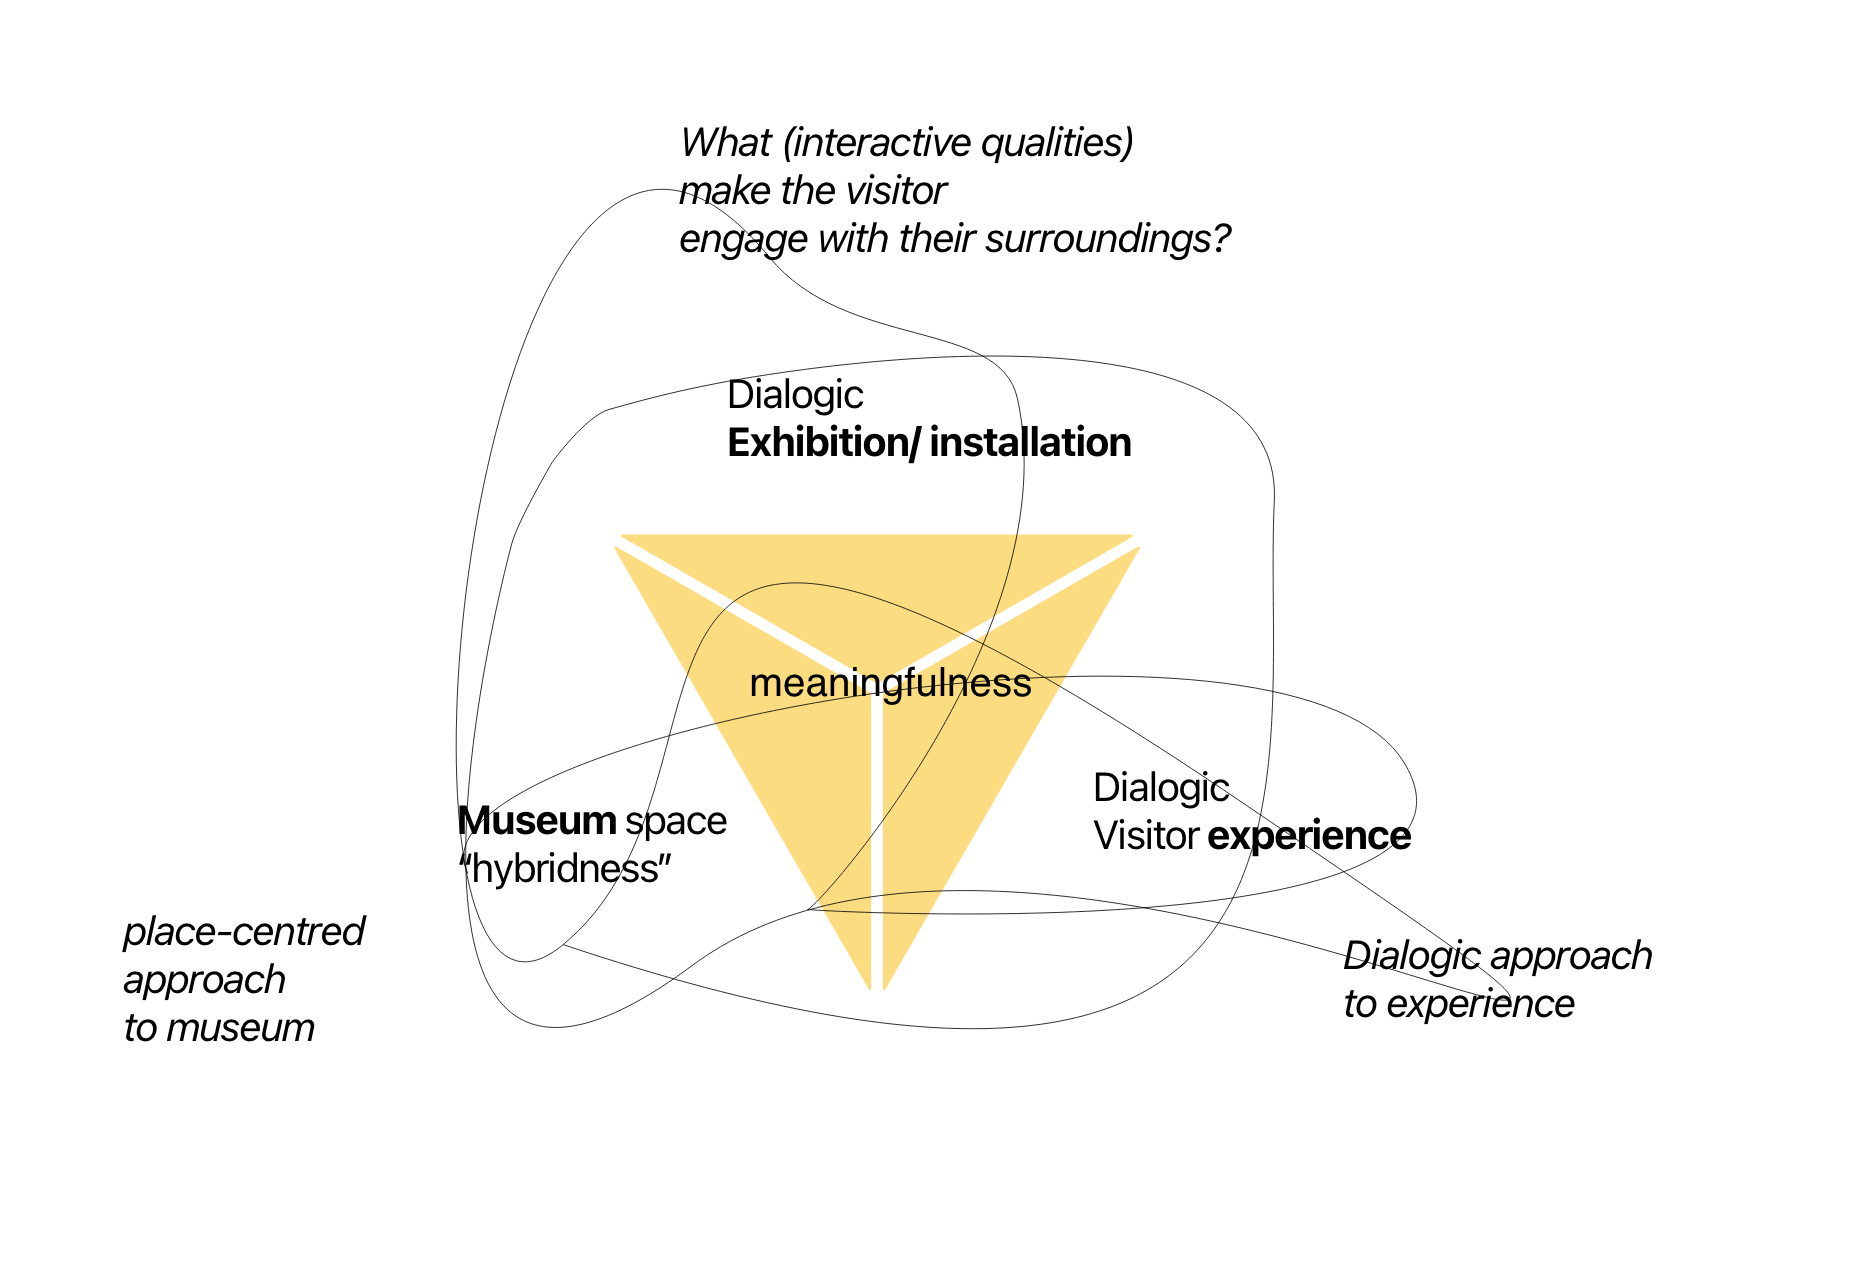 What (interactive qualities)
make the visitor
engage with their surroundings?
Dialogic
Exhibition/ installation
meaningfulness
Museum space
“hybridness”
Dialogic
Visitor experience
place-centred
approach
to museum
Dialogic approach
to experience